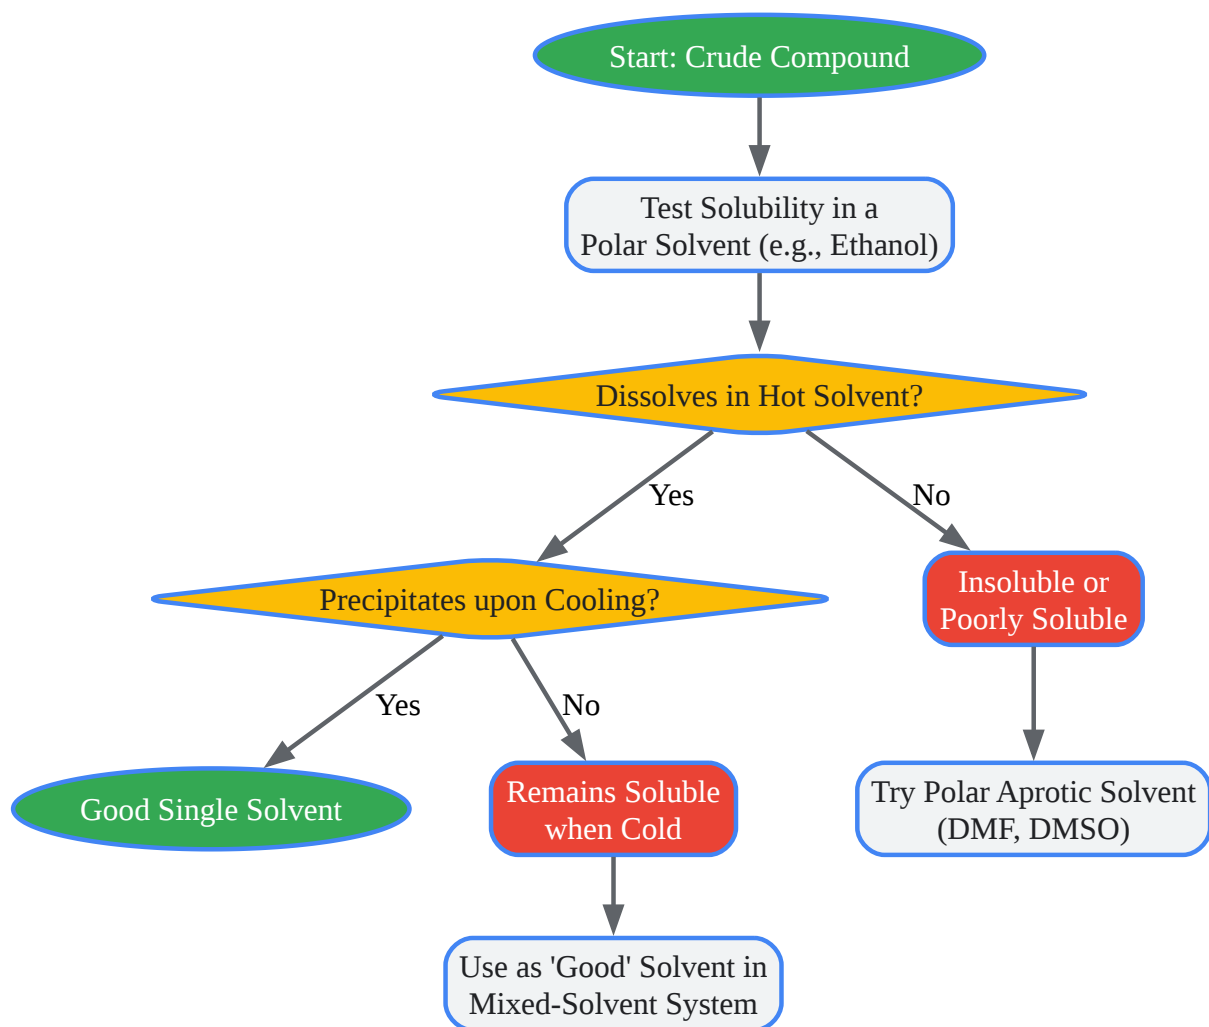 Start: Crude Compound
Test Solubility in a
Polar Solvent (e.g., Ethanol)
Dissolves in Hot Solvent?
Yes
No
Precipitates upon Cooling?
Insoluble or
Poorly Soluble
Yes
No
Good Single Solvent
Remains Soluble
when Cold
Try Polar Aprotic Solvent
(DMF, DMSO)
Use as 'Good' Solvent in
Mixed-Solvent System